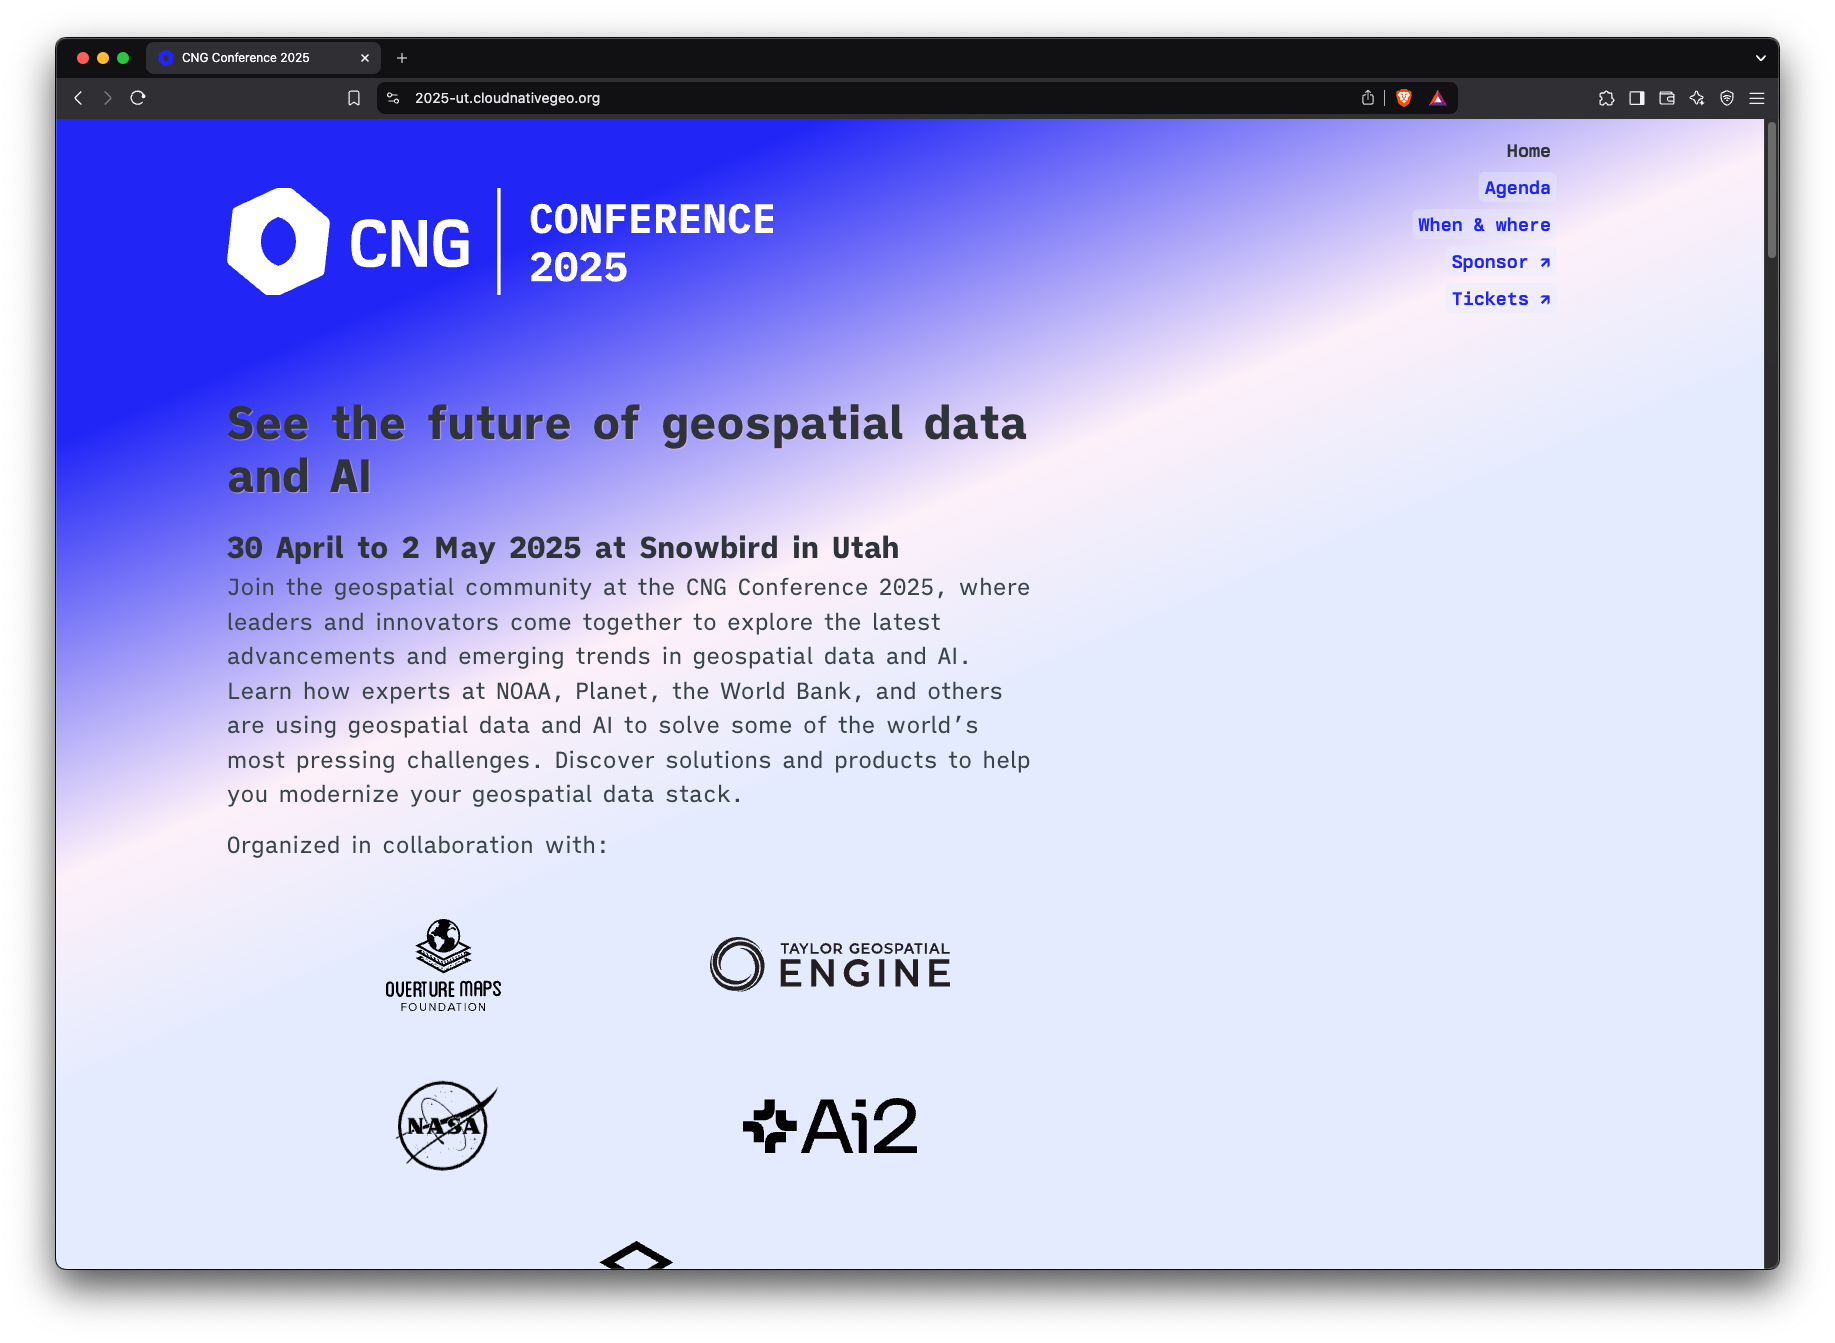 CNG Conference 2025
2025-ut.cloudnativegeo.org
Home
Agenda
When & where
Sponsor ↗
Tickets ↗
CNG
CONFERENCE
2025
See the future of geospatial data
and AI
30 April to 2 May 2025 at Snowbird in Utah
Join the geospatial community at the CNG Conference 2025, where
leaders and innovators come together to explore the latest
advancements and emerging trends in geospatial data and AI.
Learn how experts at NOAA, Planet, the World Bank, and others
are using geospatial data and AI to solve some of the world’s
most pressing challenges. Discover solutions and products to help
you modernize your geospatial data stack.
Organized in collaboration with:
OVERTURE MAPS
FOUNDATION
TAYLOR GEOSPATIAL
ENGINE
NASA
Ai2